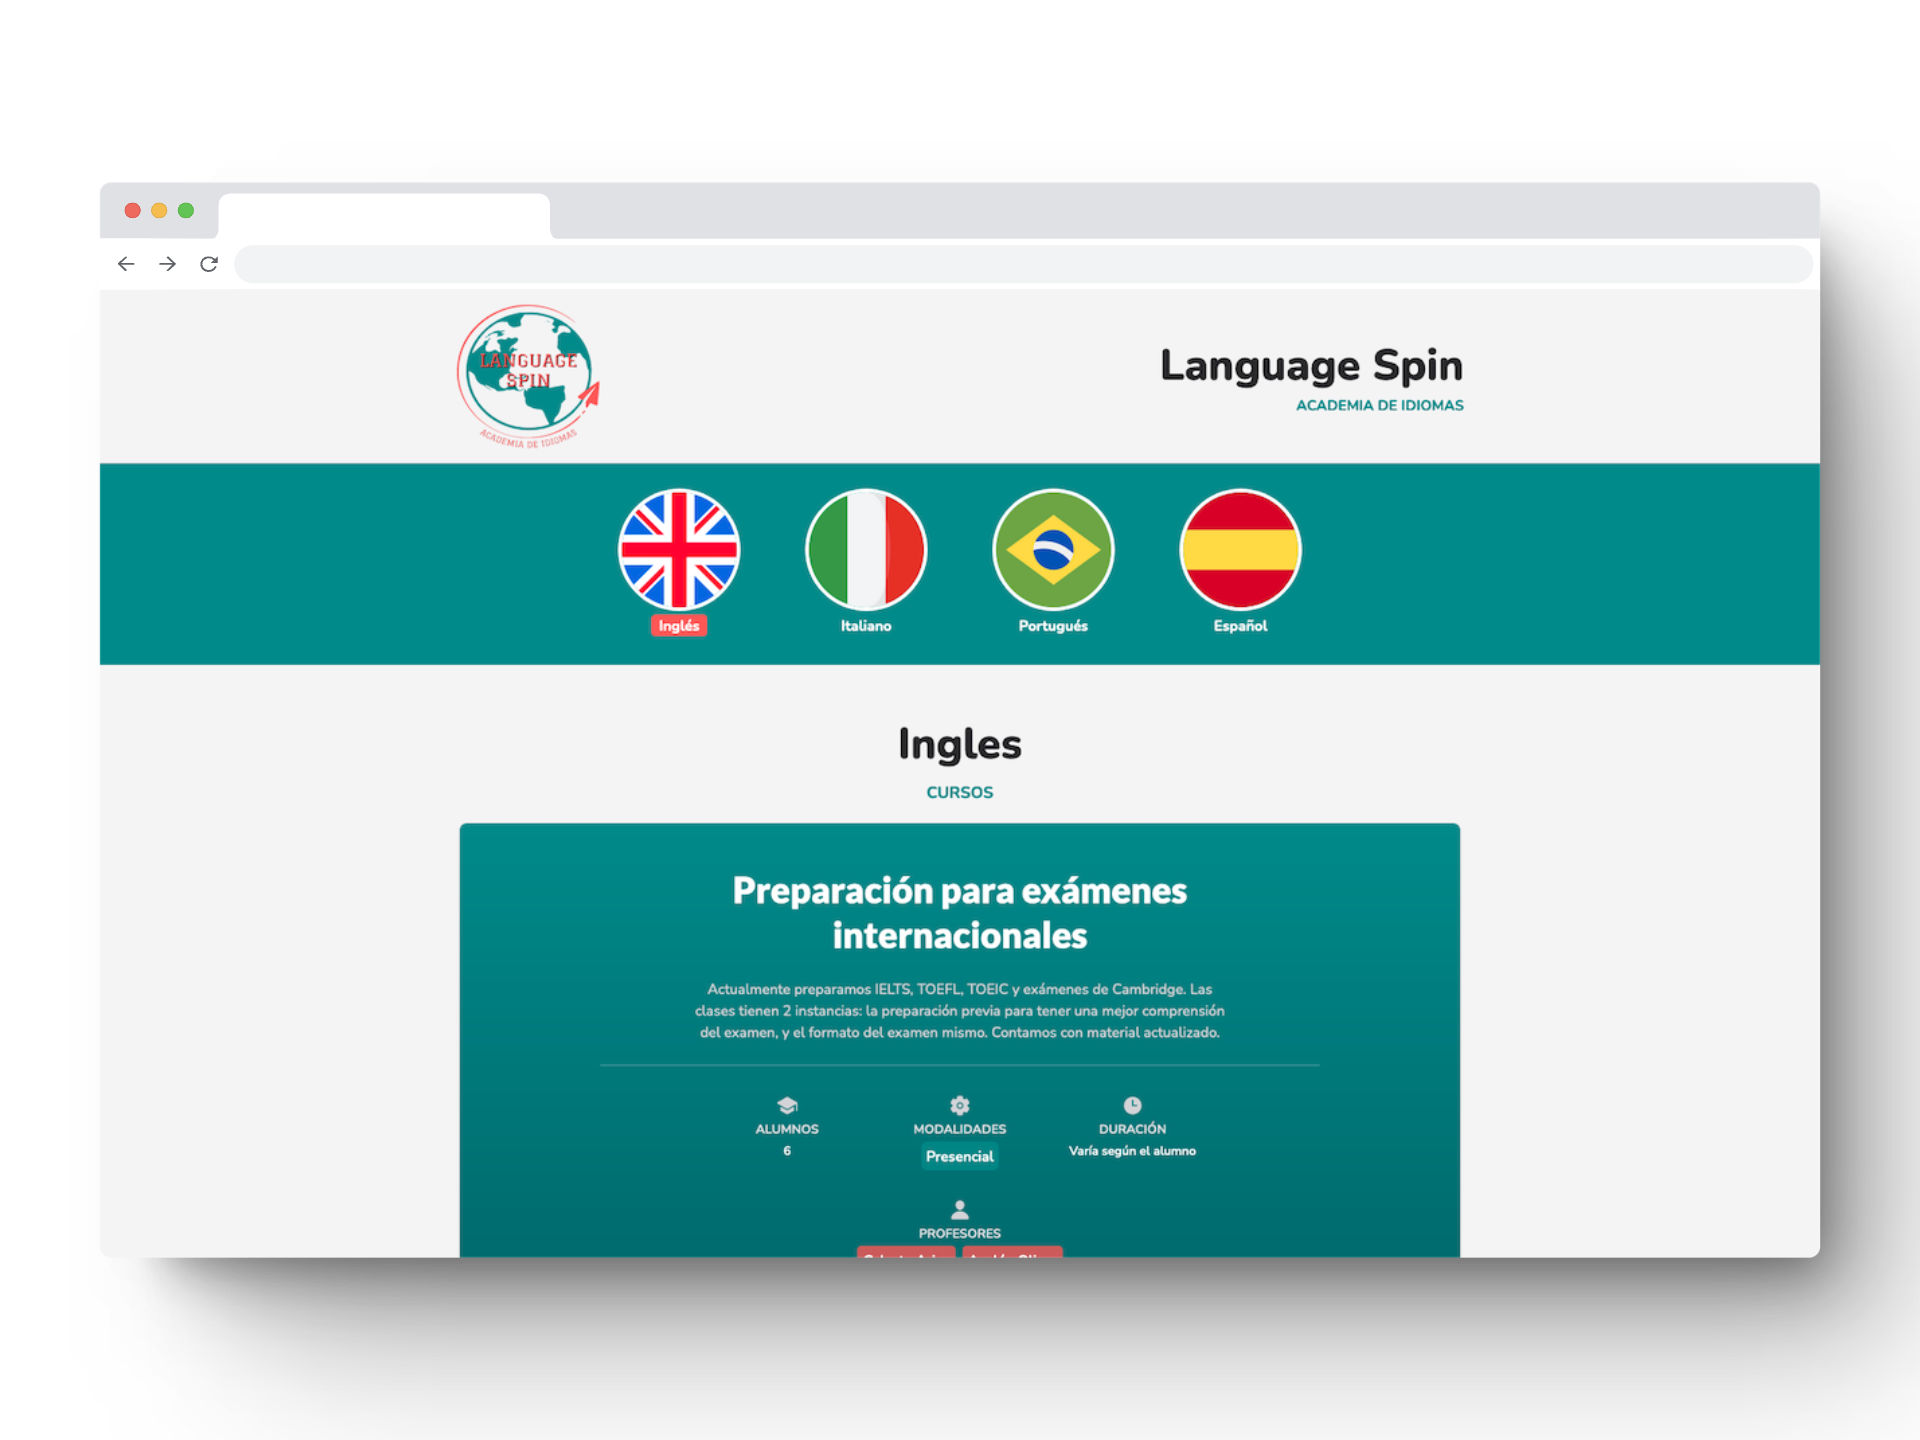 LANGUAGE
SPIN
ACADEMIA DE IDIOMAS
Language Spin
ACADEMIA DE IDIOMAS
Inglés
Italiano
Portugués
Español
Ingles
CURSOS
Preparación para exámenes
internacionales
Actualmente preparamos IELTS, TOEFL, TOEIC y exámenes de Cambridge. Las
clases tienen 2 instancias: la preparación previa para tener una mejor comprensión
del examen, y el formato del examen mismo. Contamos con material actualizado.
ALUMNOS
6
MODALIDADES
Presencial
DURACIÓN
Varía según el alumno
PROFESORES